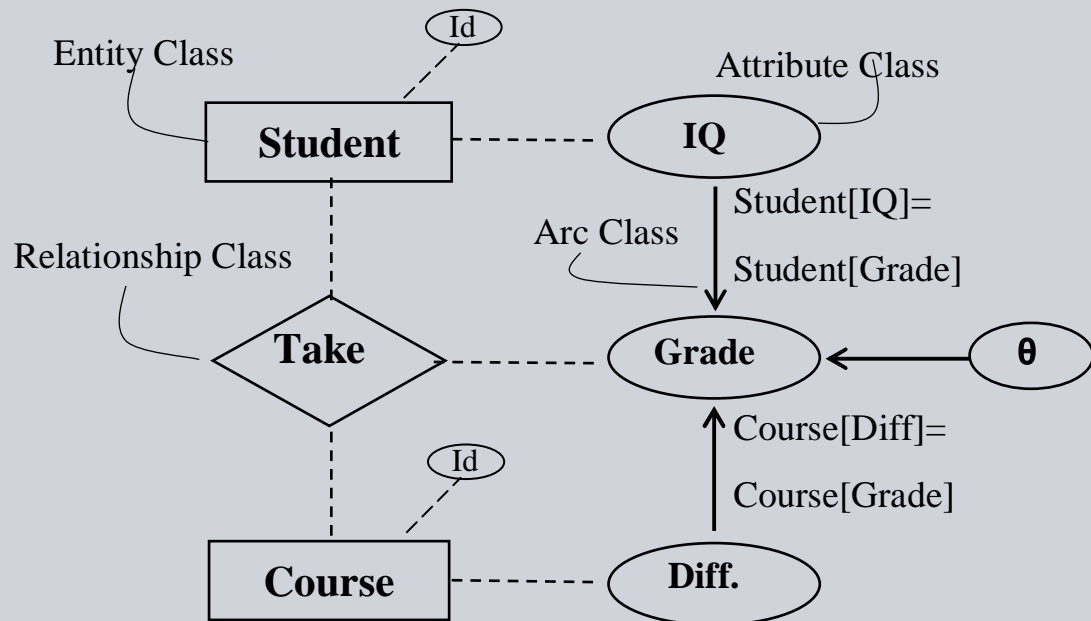 Id
Entity Class
Attribute Class
Student
IQ
Student[IQ]=
Arc Class
Relationship Class
Student[Grade]
Take
Grade
θ
Course[Diff]=
Id
Course[Grade]
Course
Diff.